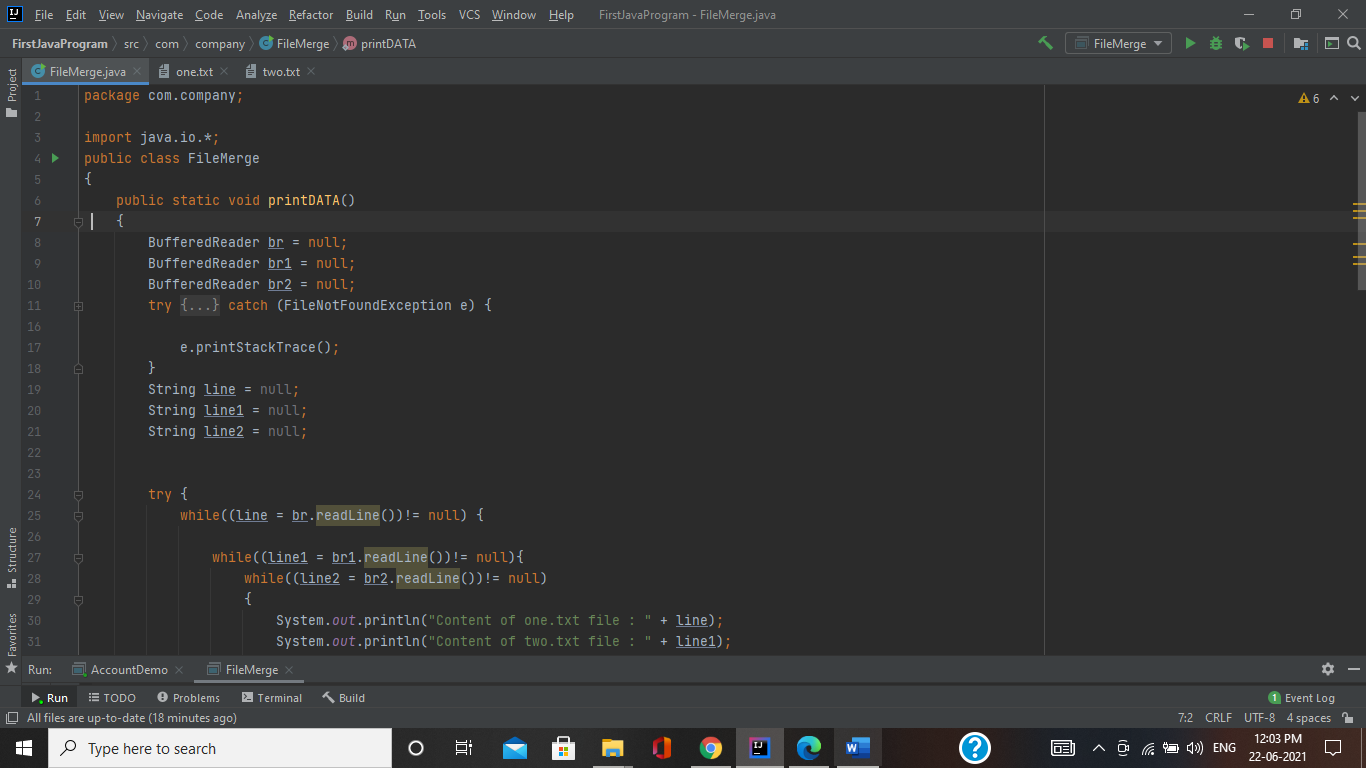 File Edit View Navigate Code Analyze Refactor Build Run Tools VCS Window Help FirstJavaProgram - FileMerge.java
FirstJavaProgram src com company FileMerge printDATA FileMerge
FileMerge.java one.txt two.txt
Project
1 package com.company;
6
2
3 import java.io.*;
4 public class FileMerge
5 {
6 public static void printDATA()
7 {
8 BufferedReader br = null;
9 BufferedReader br1 = null;
10 BufferedReader br2 = null;
11 try {...} catch (FileNotFoundException e) {
16
17 e.printStackTrace();
18 }
19 String line = null;
20 String line1 = null;
21 String line2 = null;
22
23
24 try {
25 while((line = br.readLine())!= null) {
26
27 while((line1 = br1.readLine())!= null){
28 while((line2 = br2.readLine())!= null)
29 {
30 System.out.println("Content of one.txt file : " + line);
31 System.out.println("Content of two.txt file : " + line1);
Structure
Favorites
Run: AccountDemo FileMerge
Run TODO Problems Terminal Build 1 Event Log
All files are up-to-date (18 minutes ago) 7:2 CRLF UTF-8 4 spaces
Type here to search ENG 12:03 PM
22-06-2021